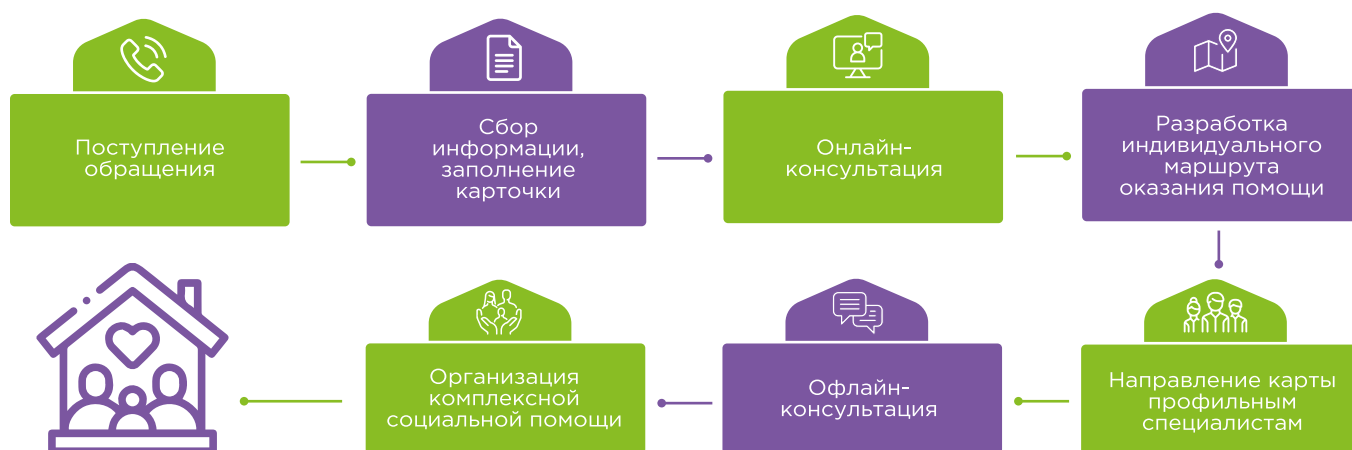 Поступление
обращения
Сбор
информации,
заполнение
карточки
Онлайн-
консультация
Разработка
индивидуального
маршрута
оказания помощи
Направление карты
профильным
специалистам
Офлайн-
консультация
Организация
комплексной
социальной помощи